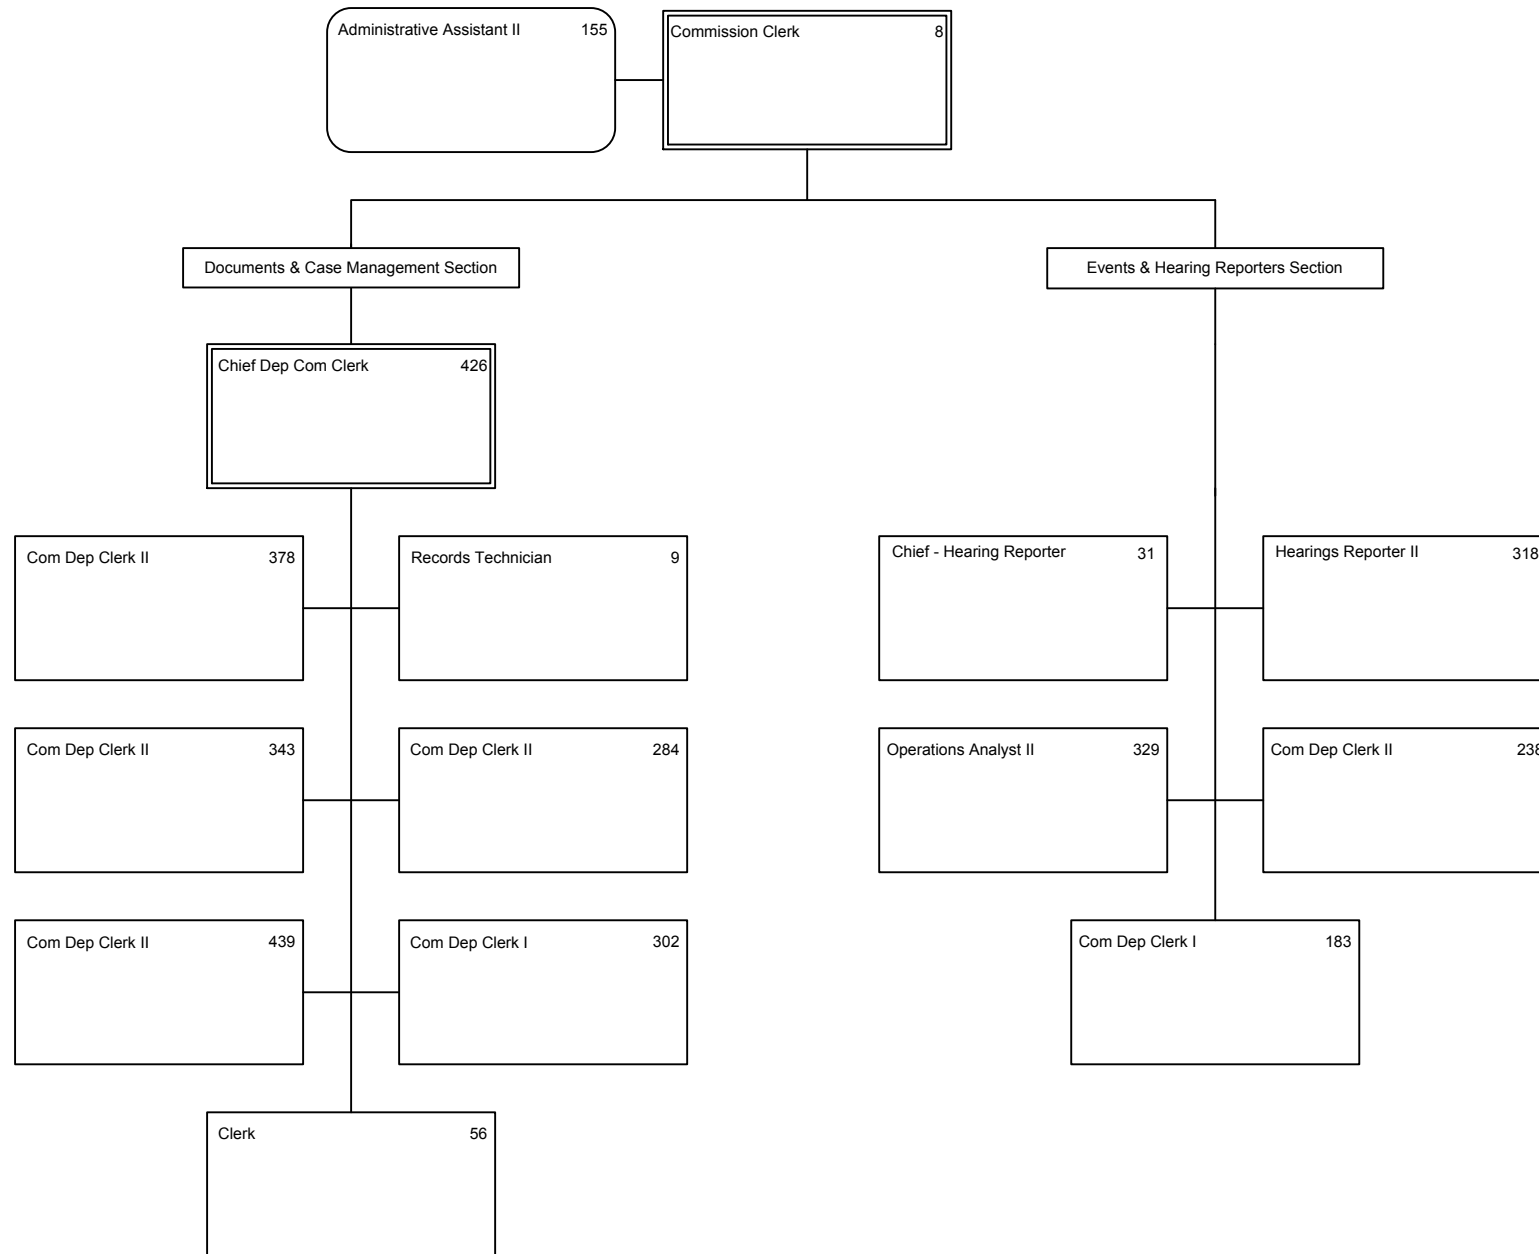 Administrative Assistant II 155
Commission Clerk 8
Documents & Case Management Section
Events & Hearing Reporters Section
Chief Dep Com Clerk 426
Com Dep Clerk II 378
Records Technician 9
Chief - Hearing Reporter 31
Hearings Reporter II 318
Com Dep Clerk II 343
Com Dep Clerk II 284
Operations Analyst II 329
Com Dep Clerk II 238
Com Dep Clerk II 439
Com Dep Clerk I 302
Com Dep Clerk I 183
Clerk 56